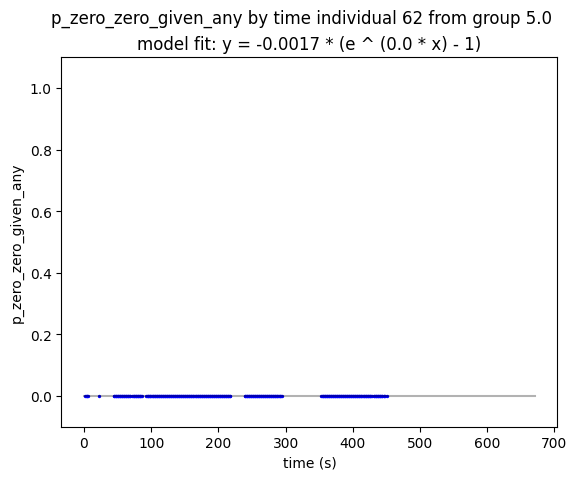 p_zero_zero_given_any by time individual 62 from group 5.0
model fit: y = -0.0017 * (e ^ (0.0 * x) - 1)
1.0
0.8
0.6
0.4
0.2
0.0
p_zero_zero_given_any
0 100 200 300 400 500 600 700
time (s)